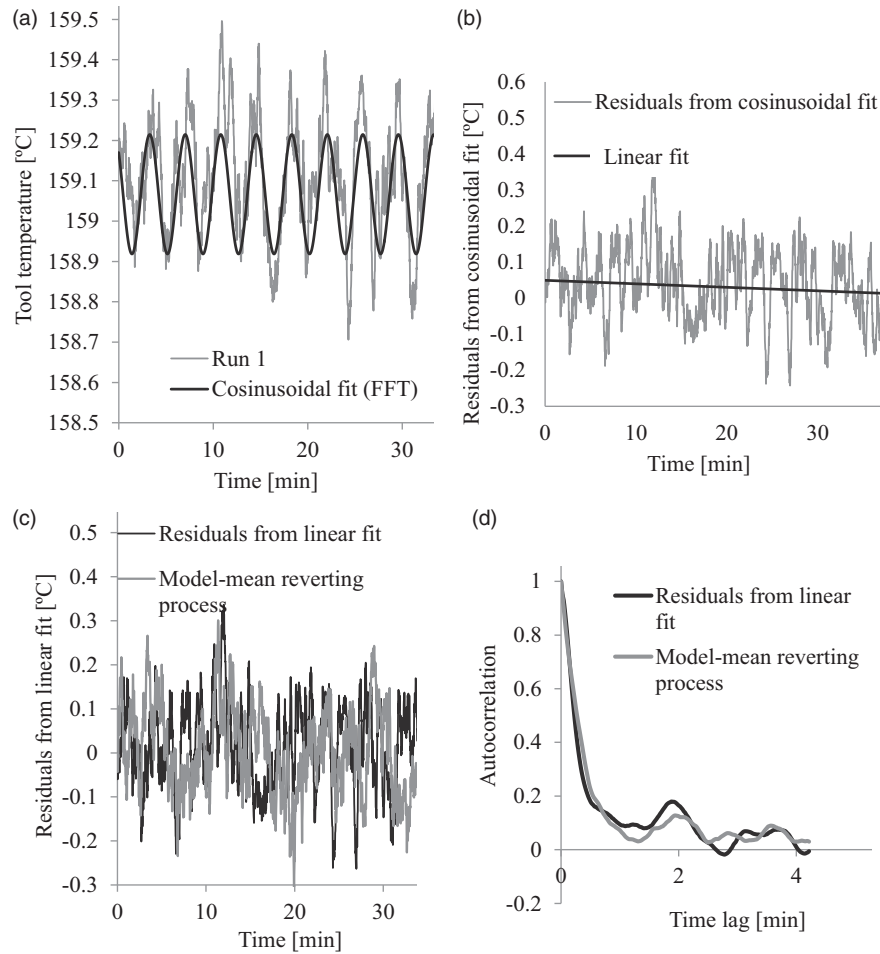 (a)
159.5
159.4
159.3
159.2
159.1
159
158.9
158.8
158.7
158.6
158.5
Tool temperature [ºC]
Run 1
Cosinusoidal fit (FFT)
0
10
20
30
Time [min]
(b)
0.6
0.5
0.4
0.3
0.2
0.1
0
-0.1
-0.2
-0.3
Residuals from cosinusoidal fit [ºC]
Residuals from cosinusoidal fit
Linear fit
0
10
20
30
Time [min]
(c)
0.5
0.4
0.3
0.2
0.1
0
-0.1
-0.2
-0.3
Residuals from linear fit [ºC]
Residuals from linear fit
Model-mean reverting
process
0
10
20
30
Time [min]
(d)
1
0.8
0.6
0.4
0.2
0
-0.2
Autocorrelation
Residuals from linear
fit
Model-mean reverting
process
0
2
4
Time lag [min]